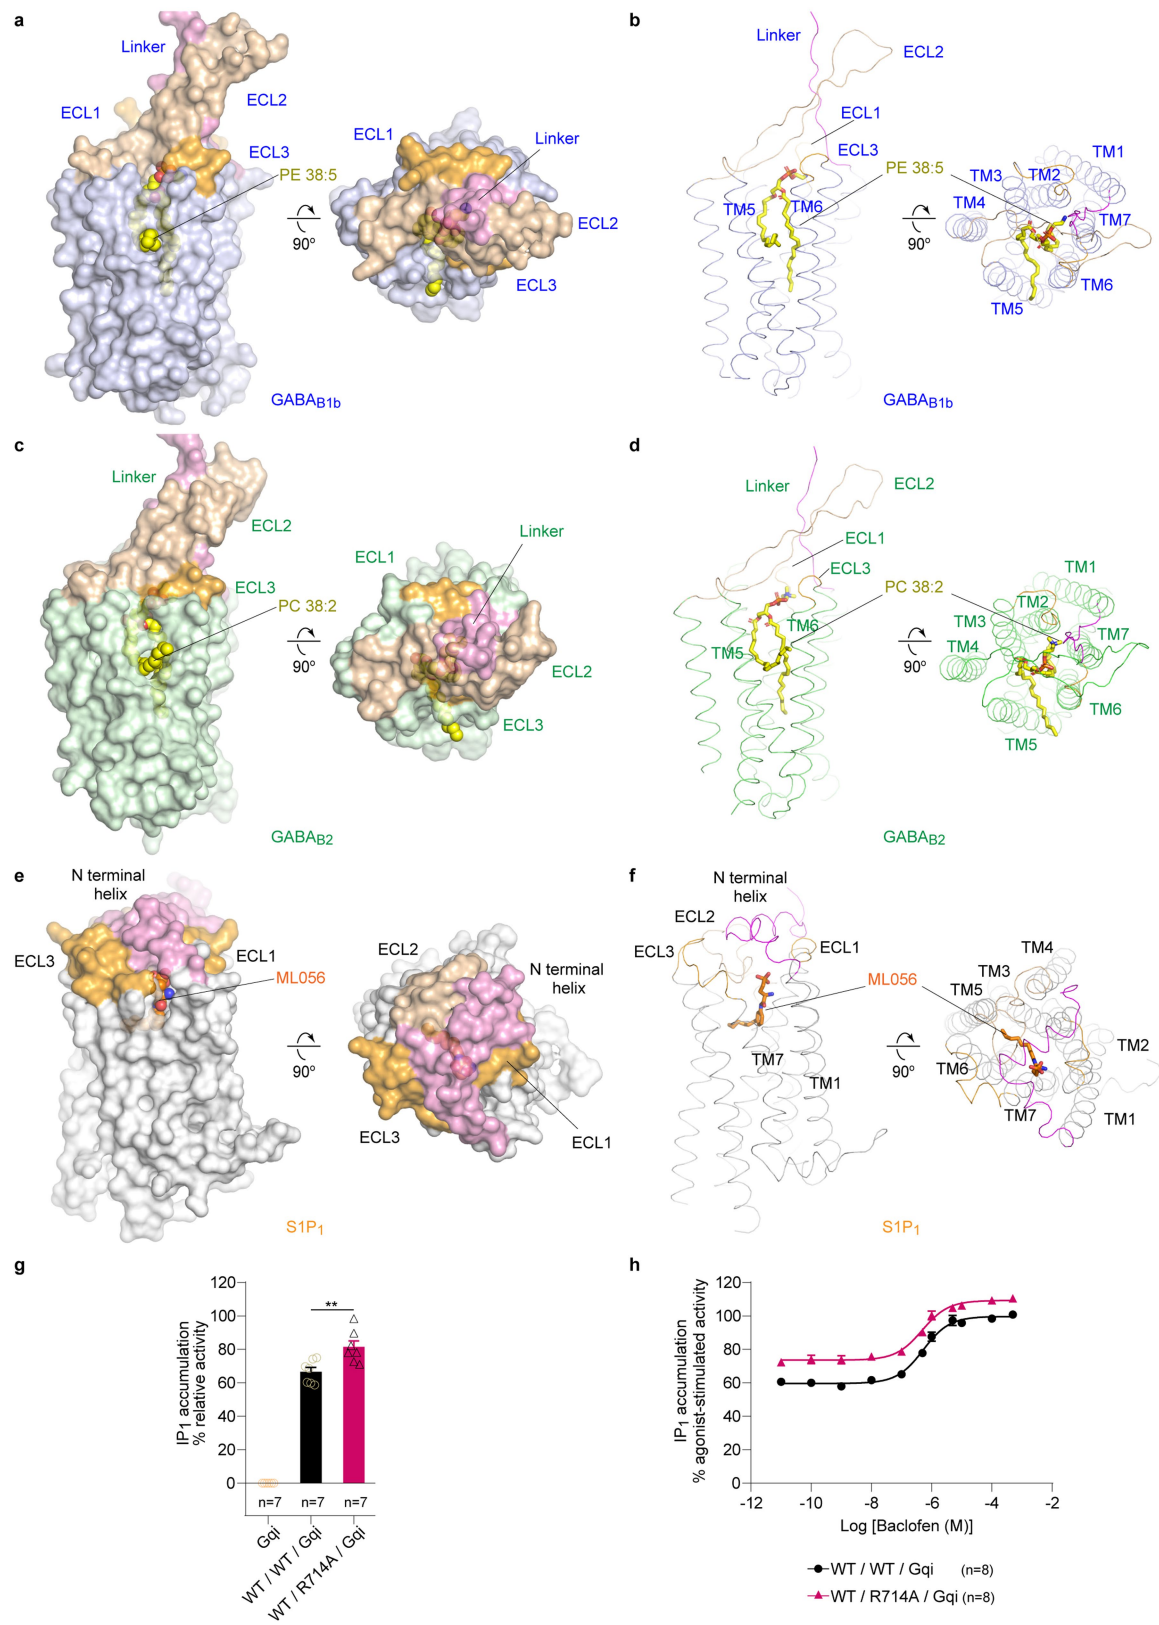 a
Linker
ECL1
ECL2
ECL3
PE 38:5
90º
ECL1
Linker
ECL2
ECL3
GABAB1b
b
Linker
ECL2
ECL1
ECL3
PE 38:5
TM5
TM6
90º
TM1
TM3
TM2
TM4
TM7
TM6
TM5
GABAB1b
c
Linker
ECL2
ECL3
PC 38:2
90º
ECL1
Linker
ECL2
ECL3
GABAB2
d
Linker
ECL2
ECL1
ECL3
PC 38:2
TM6
TM5
90º
TM1
TM2
TM3
TM7
TM4
TM6
TM5
GABAB2
e
N terminal
helix
ECL3
ECL1
ML056
90º
ECL2
N terminal
helix
ECL3
ECL1
S1P1
f
N terminal
helix
ECL2
ECL3
ECL1
ML056
TM7
TM1
90º
TM4
TM3
TM5
TM2
TM6
TM7
TM1
S1P1
g
IP1 accumulation
% relative activity
120
100
80
60
40
20
0
**
n=7
n=7
n=7
Gqi
WT / WT / Gqi
WT / R714A / Gqi
h
IP1 accumulation
% agonist-stimulated activity
120
100
80
60
40
20
0
-12
-10
-8
-6
-4
-2
Log [Baclofen (M)]
WT / WT / Gqi (n=8)
WT / R714A / Gqi (n=8)